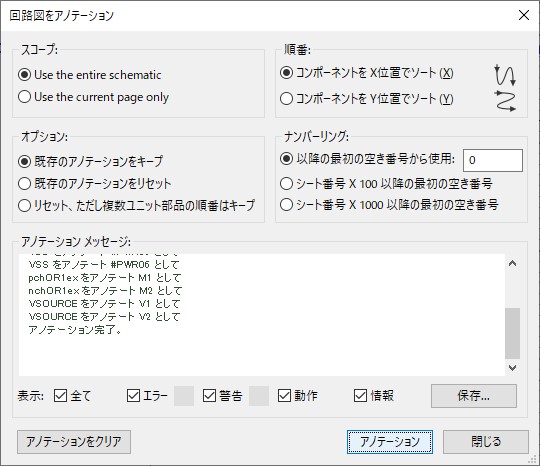 回路図をアノテーション
スコープ:
Use the entire schematic
Use the current page only
順番:
コンポーネントを X位置でソート (X)
コンポーネントを Y位置でソート (Y)
オプション:
既存のアノテーションをキープ
既存のアノテーションをリセット
リセット、ただし複数ユニット部品の順番はキープ
ナンバーリング:
以降の最初の空き番号から使用: 0
シート番号 X 100 以降の最初の空き番号
シート番号 X 1000 以降の最初の空き番号
アノテーション メッセージ:
VSS をアノテート #PWR06 として
pchOR1ex をアノテート M1 として
nchOR1ex をアノテート M2 として
VSOURCE をアノテート V1 として
VSOURCE をアノテート V2 として
アノテーション完了。
表示: 全て エラー 警告 動作 情報 保存...
アノテーションをクリア アノテーション 閉じる